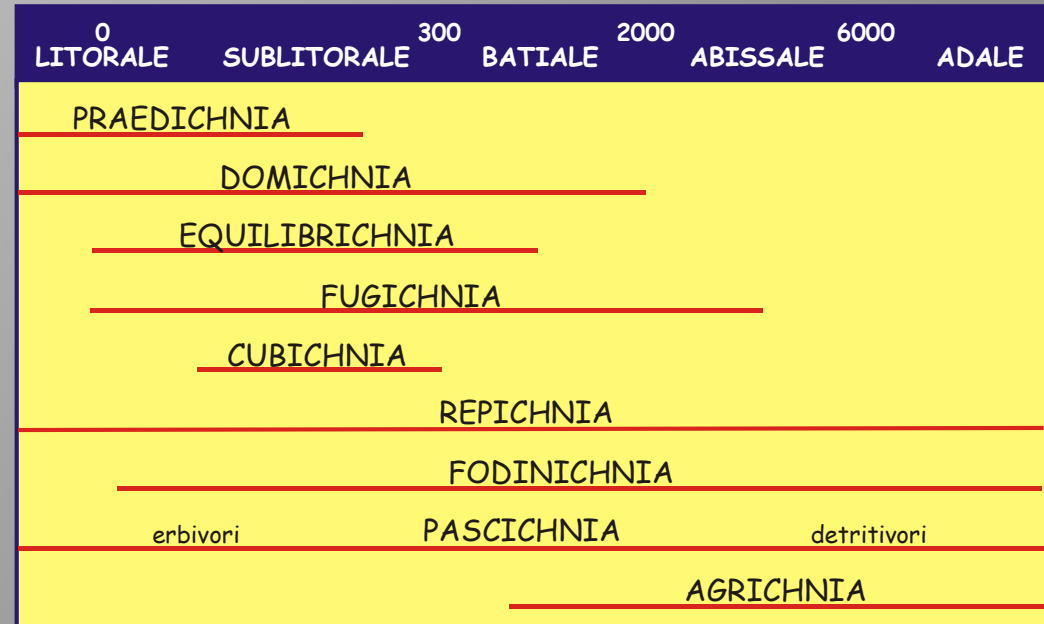 0 300 2000 6000
LITORALE SUBLITORALE BATIALE ABISSALE ADALE
PRAEDICHNIA
DOMICHNIA
EQUILIBRICHNIA
FUGICHNIA
CUBICHNIA
REPICHNIA
FODINICHNIA
erbivori PASCICHNIA detritivori
AGRICHNIA